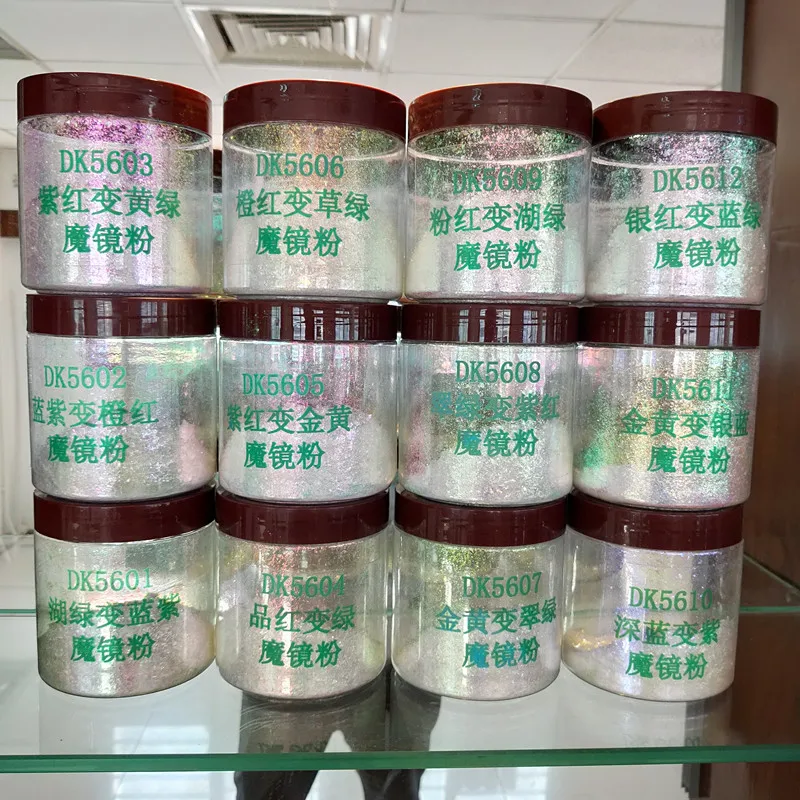 DK5603
紫红变黄绿
魔镜粉
DK5606
橙红变草绿
魔镜粉
DK5609
粉红变湖绿
魔镜粉
DK5612
银红变蓝绿
魔镜粉
DK5602
蓝紫变橙红
魔镜粉
DK5605
紫红变金黄
魔镜粉
DK5608
翠绿变紫红
魔镜粉
DK5611
金黄变银蓝
魔镜粉
DK5601
湖绿变蓝紫
魔镜粉
DK5604
品红变绿
魔镜粉
DK5607
金黄变翠绿
魔镜粉
DK5610
深蓝变紫
魔镜粉